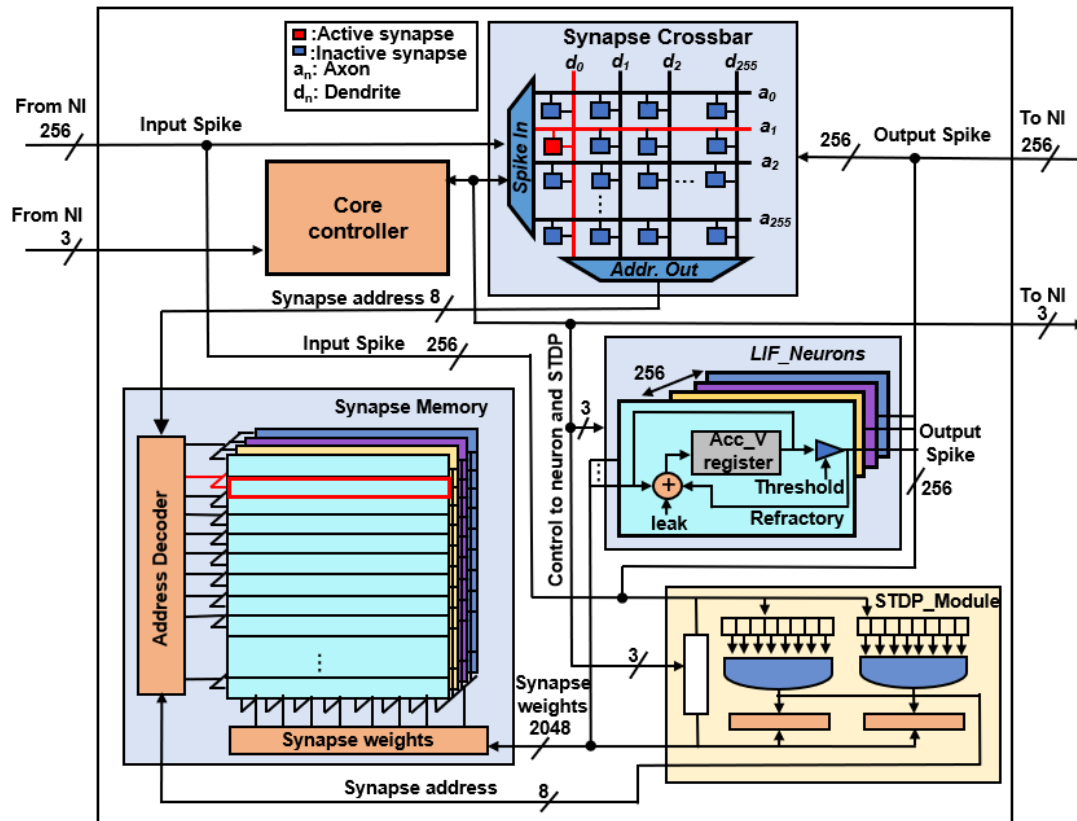 :Active synapse
:Inactive synapse
aₙ: Axon
dₙ: Dendrite
Synapse Crossbar
d₀ d₁ d₂ d₂₅₅
a₀
a₁
a₂
...
a₂₅₅
Spike In
Addr. Out
From NI
256
Input Spike
From NI
3
Core
controller
256
Output Spike
To NI
256
To NI
3
Synapse address 8
Input Spike 256
Control to neuron and STDP
3
LIF_Neurons
256
Acc_V
register
+
leak
Threshold
Refractory
Output
Spike
256
Synapse Memory
Address Decoder
...
Synapse weights
Synapse
weights
2048
STDP_Module
3
Synapse address 8